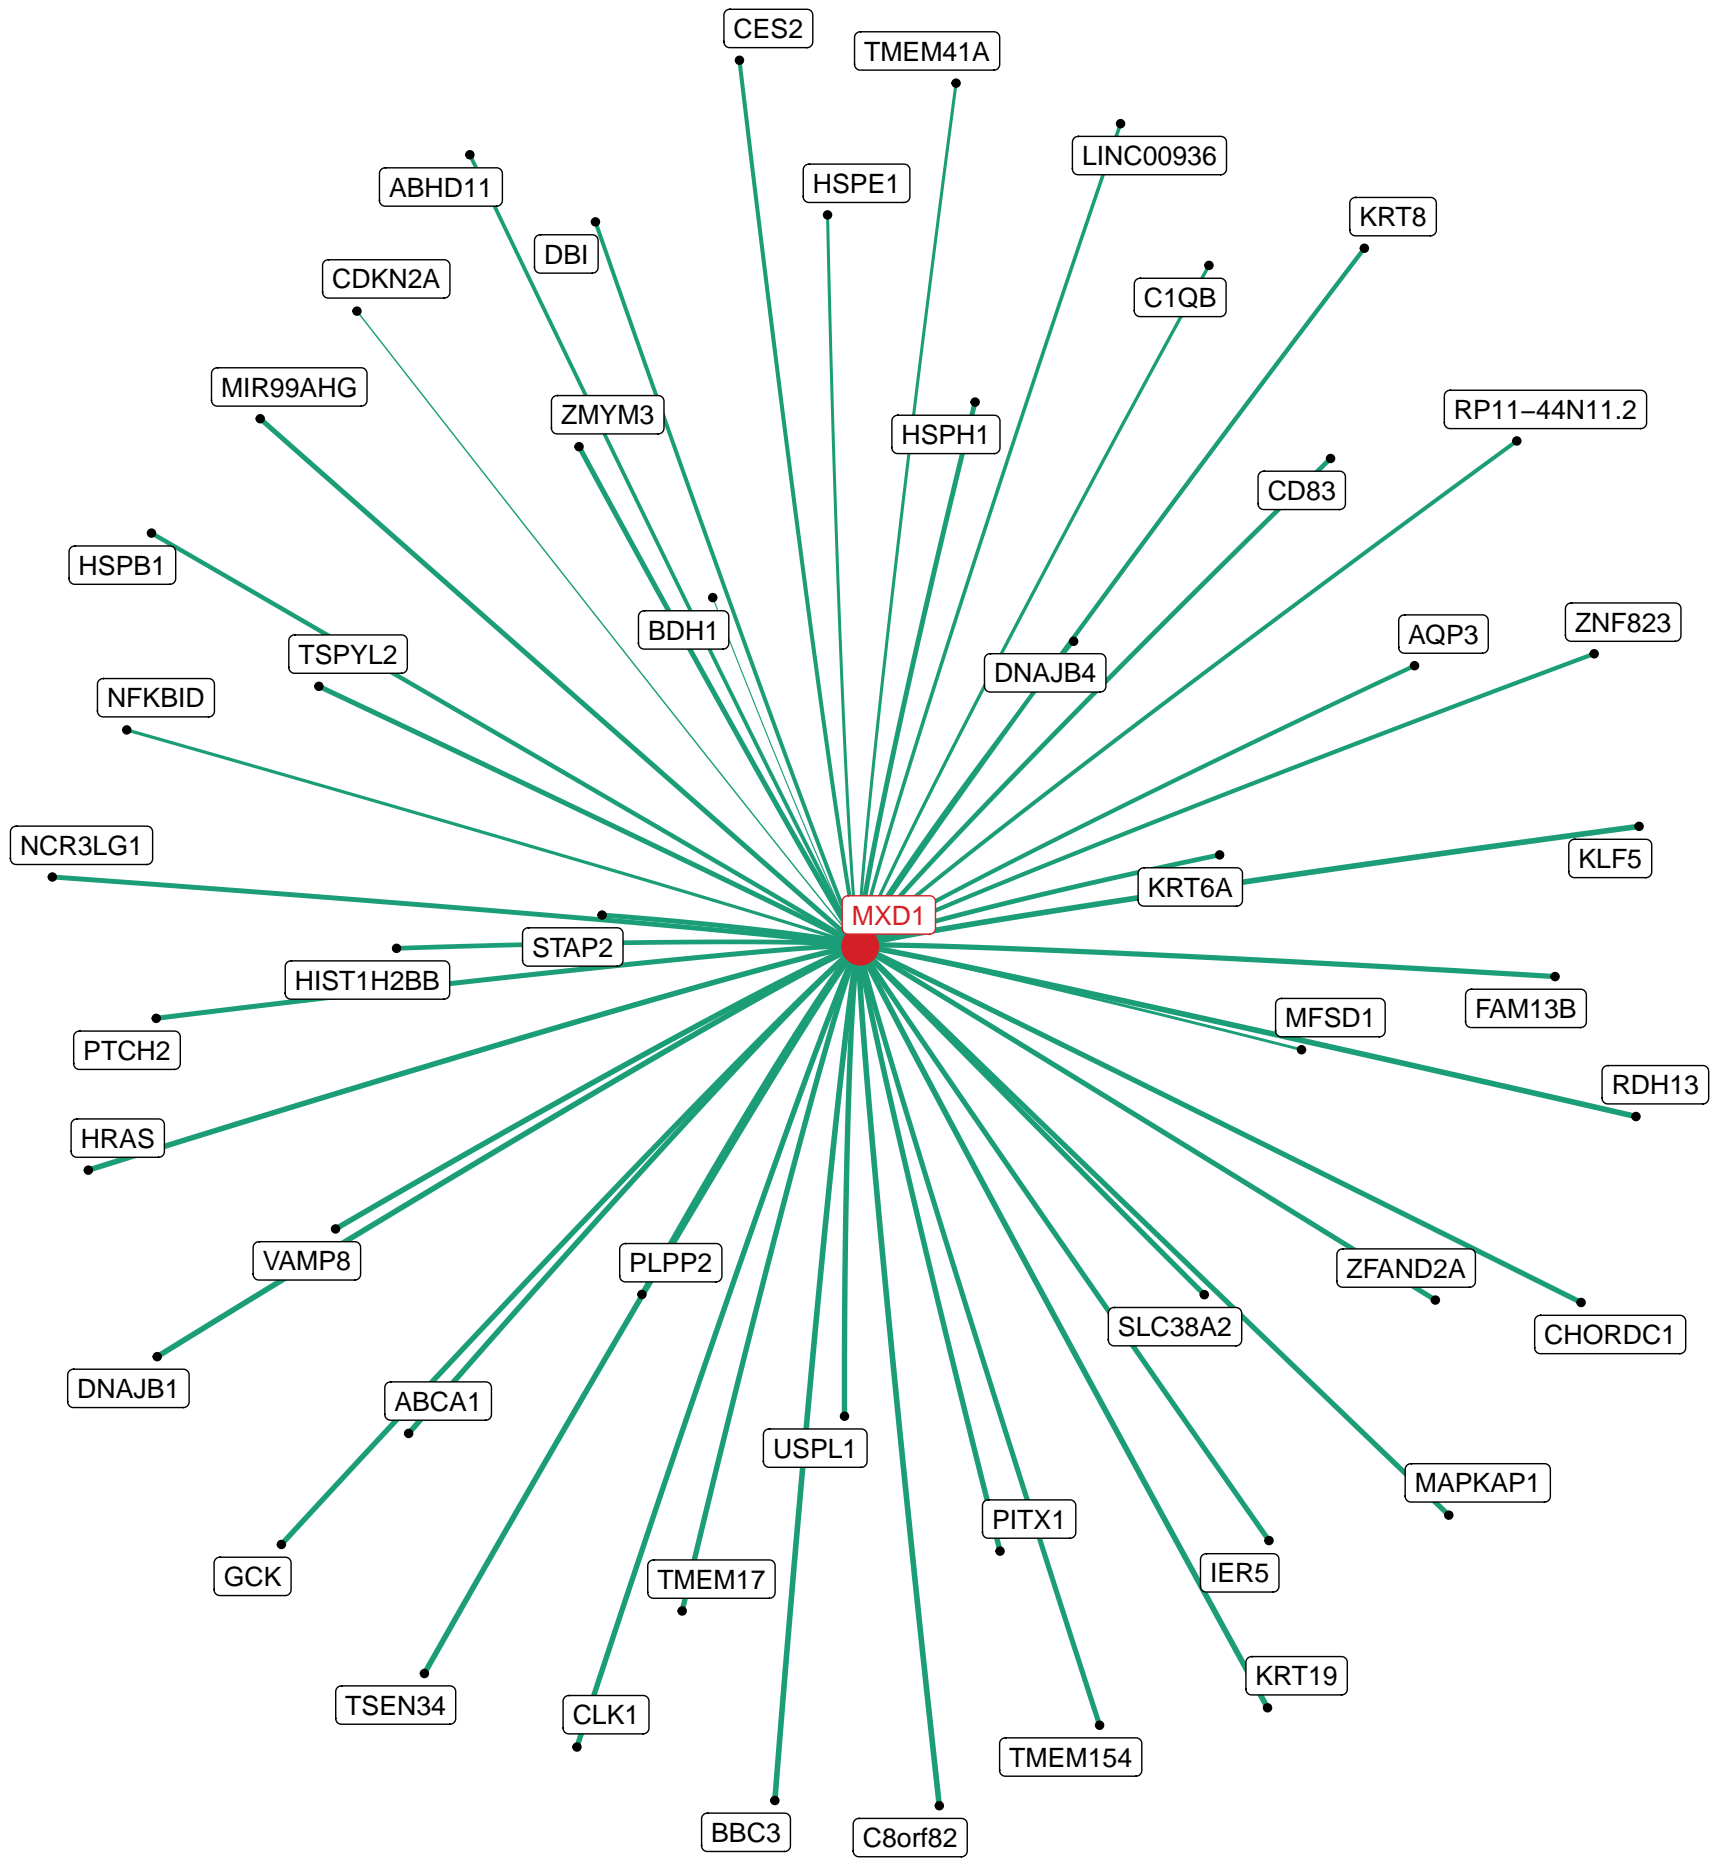 CES2
TMEM41A
LINC00936
ABHD11
HSPE1
KRT8
DBI
CDKN2A
C1QB
MIR99AHG
ZMYM3
RP11−44N11.2
HSPH1
CD83
HSPB1
BDH1
ZNF823
AQP3
TSPYL2
DNAJB4
NFKBID
NCR3LG1
KLF5
KRT6A
MXD1
STAP2
HIST1H2BB
FAM13B
MFSD1
PTCH2
RDH13
HRAS
VAMP8
PLPP2
ZFAND2A
SLC38A2
CHORDC1
DNAJB1
ABCA1
USPL1
MAPKAP1
PITX1
IER5
GCK
TMEM17
KRT19
TSEN34
CLK1
TMEM154
BBC3
C8orf82